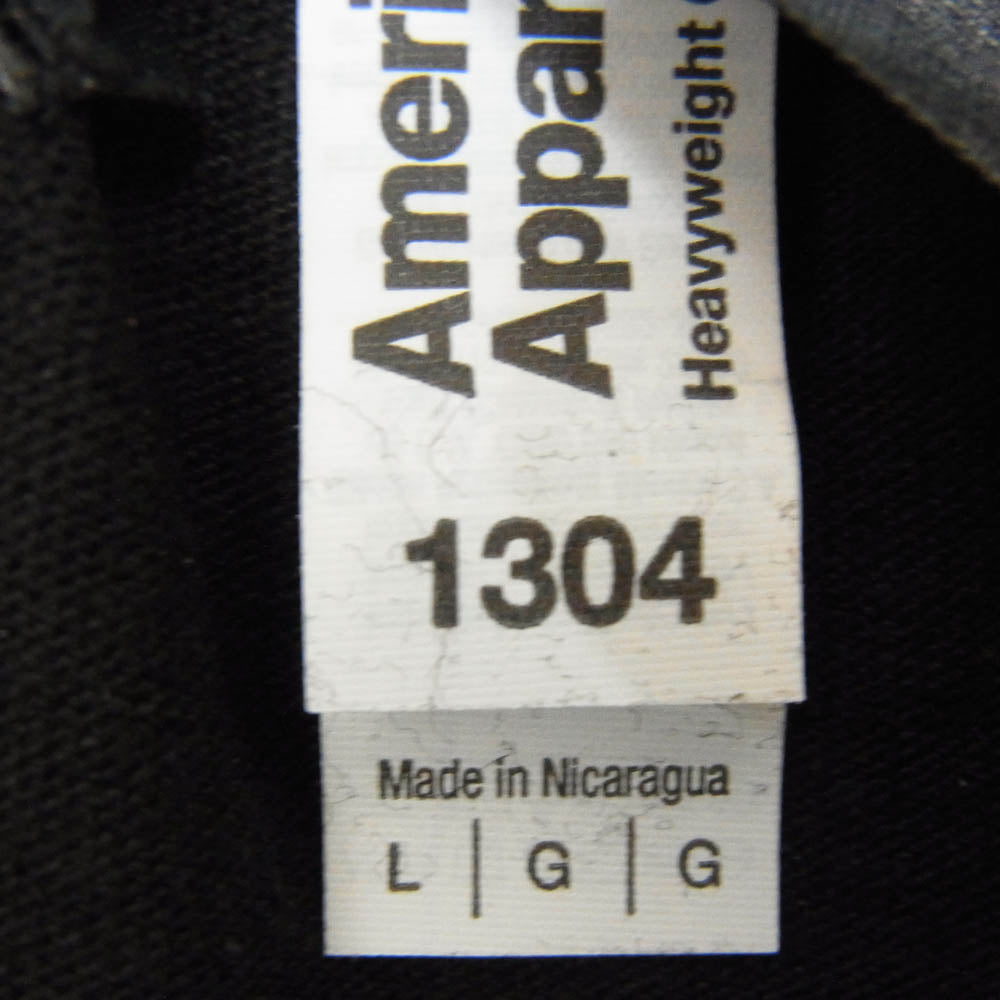 Ameri
Appar
Heavyweight
1304
Made in Nicaragua
L | G | G